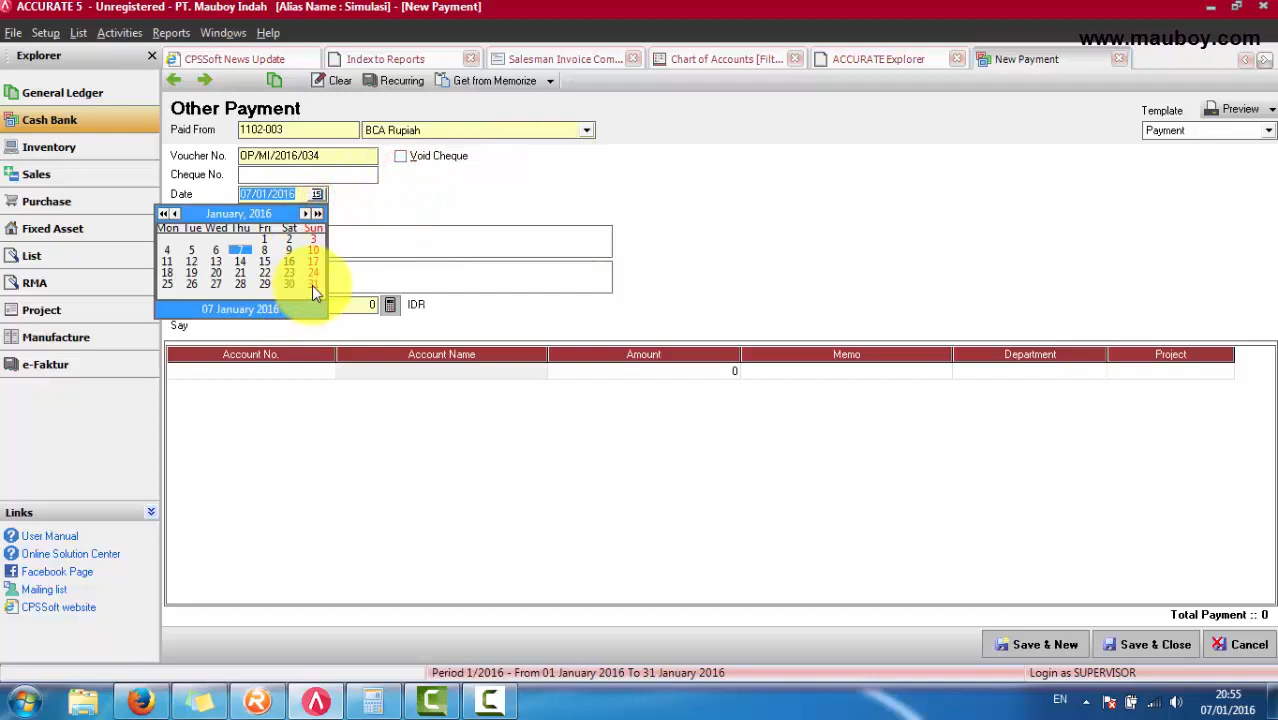 ACCURATE 5 - Unregistered - PT. Mauboy Indah [Alias Name : Simulasi] - [New Payment]
File Setup List Activities Reports Windows Help
www.mauboy.com
Explorer
CPSSoft News Update
Index to Reports
Salesman Invoice Com...
Chart of Accounts [Filt...
ACCURATE Explorer
New Payment
Clear
Recurring
Get from Memorize
General Ledger
Cash Bank
Inventory
Sales
Purchase
Fixed Asset
List
RMA
Project
Manufacture
e-Faktur
Other Payment
Template
Preview
Paid From 1102-003 BCA Rupiah
Payment
Voucher No. OP/MI/2016/034 Void Cheque
Cheque No.
Date 07/01/2016 15
January, 2016
Mon Tue Wed Thu Fri Sat Sun
1 2 3
4 5 6 7 8 9 10
11 12 13 14 15 16 17
18 19 20 21 22 23 24
25 26 27 28 29 30 31
07 January 2016
0 IDR
Say
Account No. Account Name Amount Memo Department Project
0
Links
User Manual
Online Solution Center
Facebook Page
Mailing list
CPSSoft website
Total Payment :: 0
Save & New Save & Close Cancel
Period 1/2016 - From 01 January 2016 To 31 January 2016
Login as SUPERVISOR
EN
20:55
07/01/2016